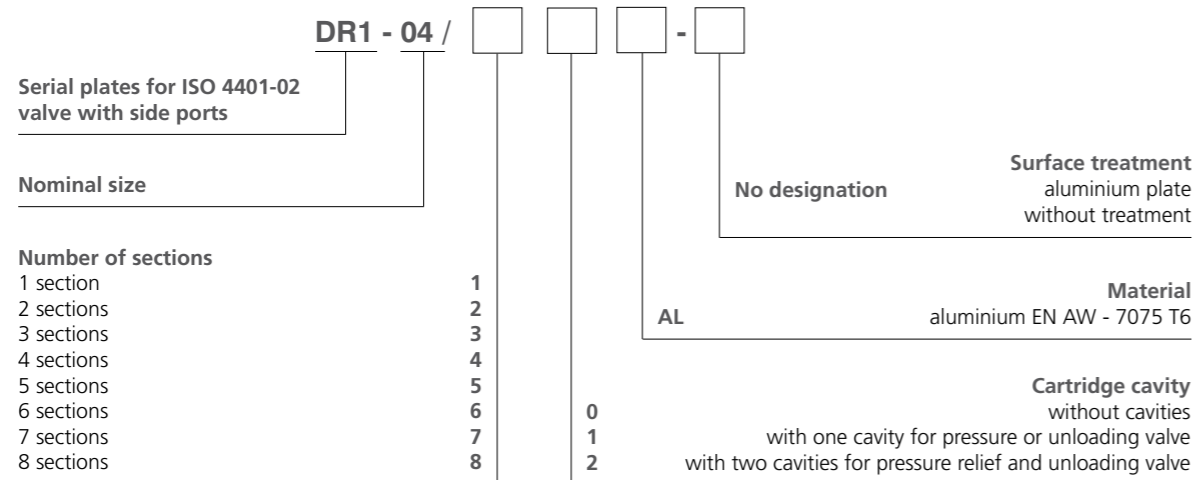 DR1 - 04 / -
Serial plates for ISO 4401-02
valve with side ports
Nominal size
Surface treatment
No designation aluminium plate
without treatment
Number of sections
1 section 1
2 sections 2
3 sections 3
4 sections 4
5 sections 5
6 sections 6
7 sections 7
8 sections 8
Material
AL aluminium EN AW - 7075 T6
Cartridge cavity
0 without cavities
1 with one cavity for pressure or unloading valve
2 with two cavities for pressure relief and unloading valve